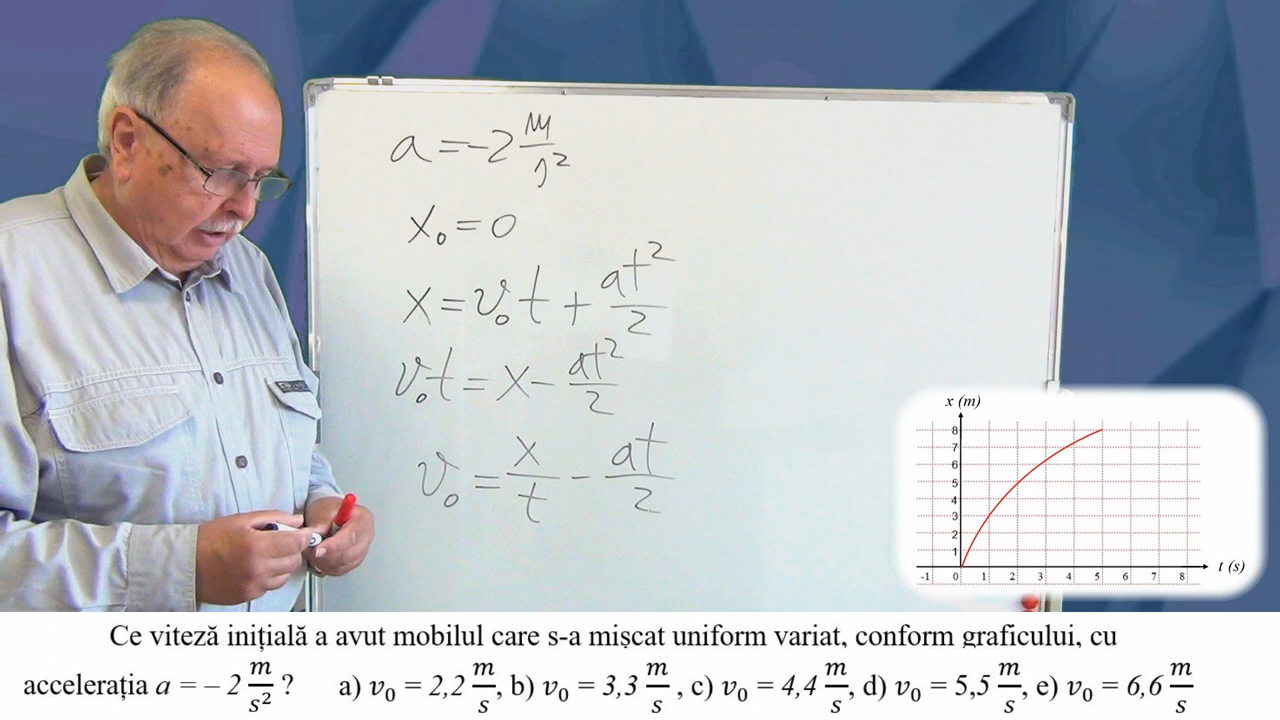 a = -2 m/s²
x₀ = 0
x = v₀t + at²/2
v₀t = x - at²/2
v₀ = x/t - at/2
x (m)
8
7
6
5
4
3
2
1
-1 0 1 2 3 4 5 6 7 8 t (s)
Ce viteză inițială a avut mobilul care s-a mișcat uniform variat, conform graficului, cu
accelerația a = – 2 m/s² ? a) v₀ = 2,2 m/s, b) v₀ = 3,3 m/s , c) v₀ = 4,4 m/s, d) v₀ = 5,5 m/s, e) v₀ = 6,6 m/s